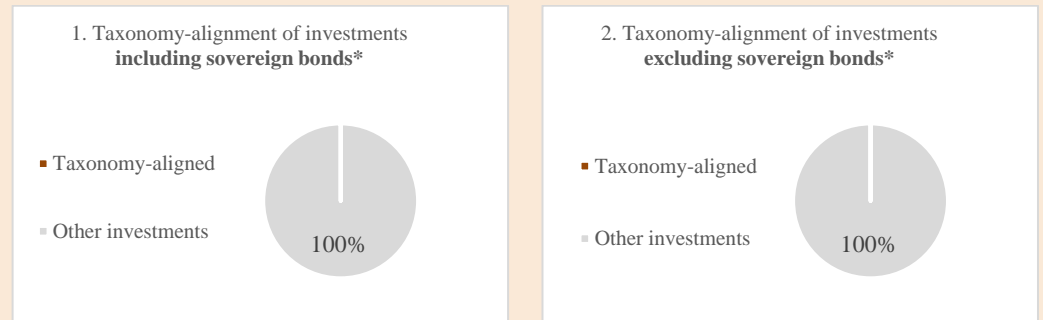 1. Taxonomy-alignment of investments
including sovereign bonds*
Taxonomy-aligned
Other investments
100%
2. Taxonomy-alignment of investments
excluding sovereign bonds*
Taxonomy-aligned
Other investments
100%